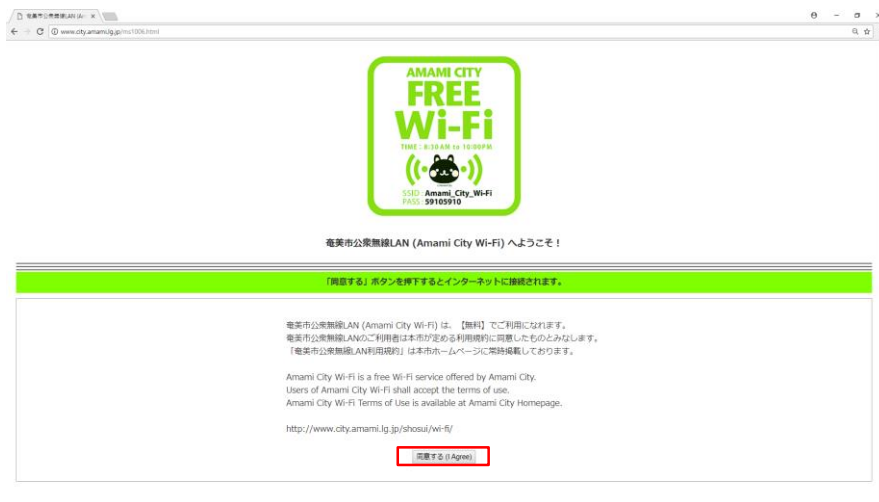 奄美市公衆無線LAN (Am
www.city.amami.lg.jp/ms1006.html
AMAMI CITY
FREE
Wi-Fi
TIME : 8:30AM to 10:00PM
SSID : Amami_City_Wi-Fi
PASS : 59105910
奄美市公衆無線LAN (Amami City Wi-Fi) へようこそ！
「同意する」ボタンを押下するとインターネットに接続されます。
奄美市公衆無線LAN (Amami City Wi-Fi) は、【無料】でご利用になれます。
奄美市公衆無線LANのご利用者は本市が定める利用規約に同意したものとみなします。
「奄美市公衆無線LAN利用規約」は本市ホームページに常時掲載しております。
Amami City Wi-Fi is a free Wi-Fi service offered by Amami City.
Users of Amami City Wi-Fi shall accept the terms of use.
Amami City Wi-Fi Terms of Use is available at Amami City Homepage.
http://www.city.amami.lg.jp/shosui/wi-fi/
同意する (I Agree)